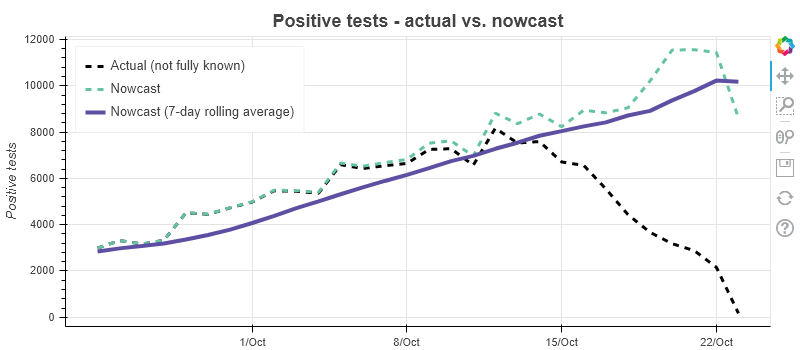 Positive tests - actual vs. nowcast
12000
10000
8000
6000
4000
2000
0
Positive tests
Actual (not fully known)
Nowcast
Nowcast (7-day rolling average)
1/Oct
8/Oct
15/Oct
22/Oct
?